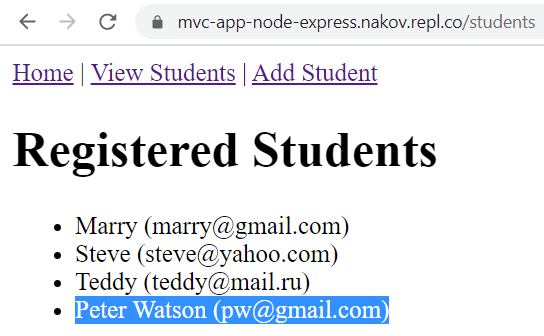 mvc-app-node-express.nakov.repl.co/students
Home | View Students | Add Student
Registered Students
• Marry (marry@gmail.com)
• Steve (steve@yahoo.com)
• Teddy (teddy@mail.ru)
• Peter Watson (pw@gmail.com)